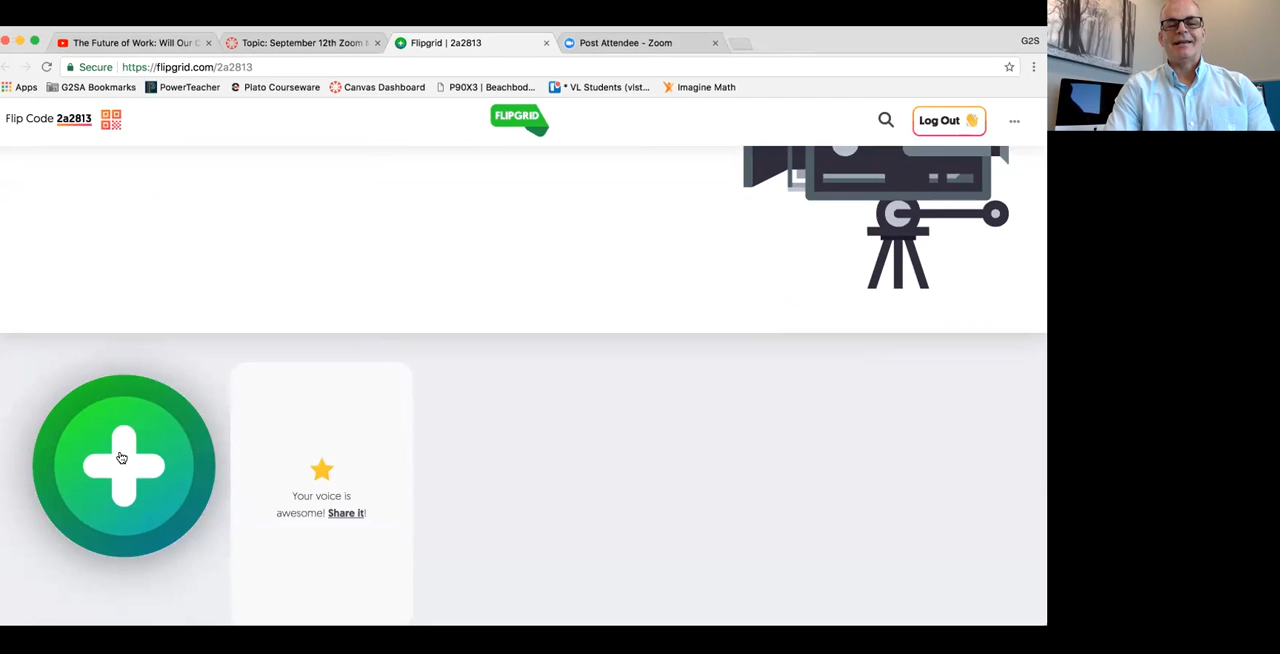 The Future of Work: Will Our C
Topic: September 12th Zoom
Flipgrid | 2a2813
Post Attendee - Zoom
G2S
Secure
https://flipgrid.com/2a2813
Apps
G2SA Bookmarks
PowerTeacher
Plato Courseware
Canvas Dashboard
P90X3 | Beachbod...
* VL Students (vist...
Imagine Math
Flip Code 2a2813
FLIPGRID
Log Out 👋
Your voice is
awesome! Share it!